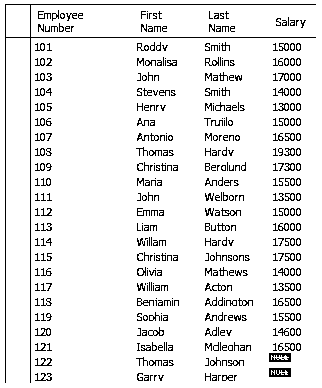 Employee Number First Name Last Name Salary
101 Roddy Smith 15000
102 Monalisa Rollins 16000
103 John Mathew 17000
104 Stevens Smith 14000
105 Henry Michaels 13000
106 Ana Trujilo 15000
107 Antonio Moreno 16500
108 Thomas Hardy 19300
109 Christina Berglund 17300
110 Maria Anders 15500
111 John Welborn 13500
112 Emma Watson 15000
113 Liam Button 16000
114 Willam Hardy 17500
115 Christina Johnsons 17500
116 Olivia Mathews 14000
117 William Acton 13500
118 Benjamin Addington 16500
119 Sophia Andrews 15500
120 Jacob Adley 14600
121 Isabella Mcleohan 16500
122 Thomas Johnson NULL
123 Garry Harper NULL